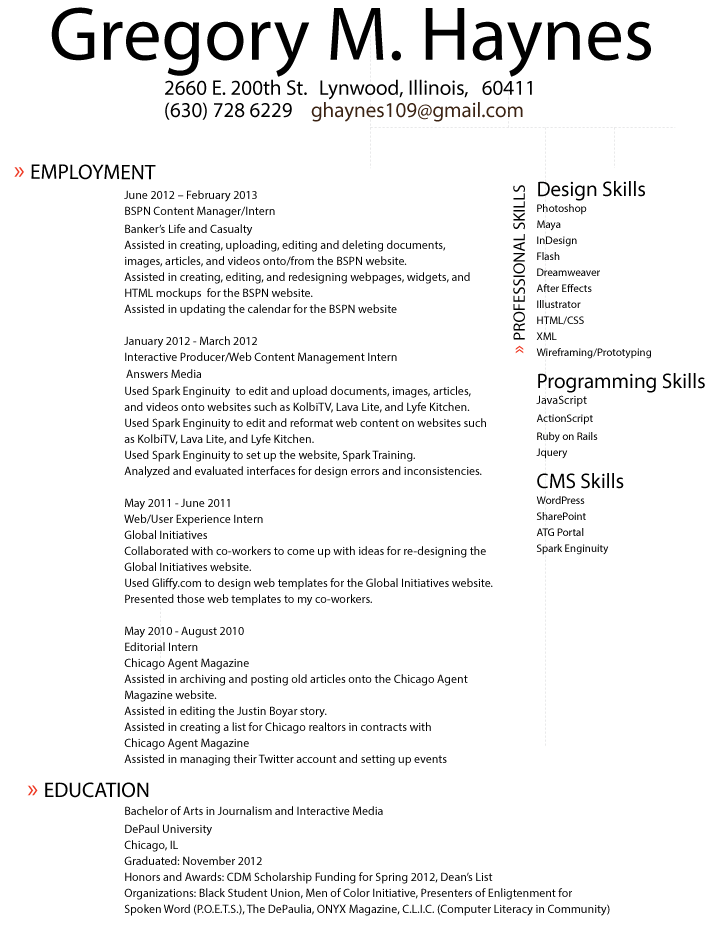 Gregory M. Haynes
2660 E. 200th St. Lynwood, Illinois, 60411
(630) 728 6229 ghaynes109@gmail.com
» EMPLOYMENT
June 2012 – February 2013
BSPN Content Manager/Intern
Banker's Life and Casualty
Assisted in creating, uploading, editing and deleting documents,
images, articles, and videos onto/from the BSPN website.
Assisted in creating, editing, and redesigning webpages, widgets, and
HTML mockups for the BSPN website.
Assisted in updating the calendar for the BSPN website
January 2012 - March 2012
Interactive Producer/Web Content Management Intern
Answers Media
Used Spark Enginuity to edit and upload documents, images, articles,
and videos onto websites such as KolbiTV, Lava Lite, and Lyfe Kitchen.
Used Spark Enginuity to edit and reformat web content on websites such
as KolbiTV, Lava Lite, and Lyfe Kitchen.
Used Spark Enginuity to set up the website, Spark Training.
Analyzed and evaluated interfaces for design errors and inconsistencies.
May 2011 - June 2011
Web/User Experience Intern
Global Initiatives
Collaborated with co-workers to come up with ideas for re-designing the
Global Initiatives website.
Used Gliffy.com to design web templates for the Global Initiatives website.
Presented those web templates to my co-workers.
May 2010 - August 2010
Editorial Intern
Chicago Agent Magazine
Assisted in archiving and posting old articles onto the Chicago Agent
Magazine website.
Assisted in editing the Justin Boyar story.
Assisted in creating a list for Chicago realtors in contracts with
Chicago Agent Magazine
Assisted in managing their Twitter account and setting up events
» PROFESSIONAL SKILLS
Design Skills
Photoshop
Maya
InDesign
Flash
Dreamweaver
After Effects
Illustrator
HTML/CSS
XML
Wireframing/Prototyping
Programming Skills
JavaScript
ActionScript
Ruby on Rails
Jquery
CMS Skills
WordPress
SharePoint
ATG Portal
Spark Enginuity
» EDUCATION
Bachelor of Arts in Journalism and Interactive Media
DePaul University
Chicago, IL
Graduated: November 2012
Honors and Awards: CDM Scholarship Funding for Spring 2012, Dean's List
Organizations: Black Student Union, Men of Color Initiative, Presenters of Enligtenment for
Spoken Word (P.O.E.T.S.), The DePaulia, ONYX Magazine, C.L.I.C. (Computer Literacy in Community)